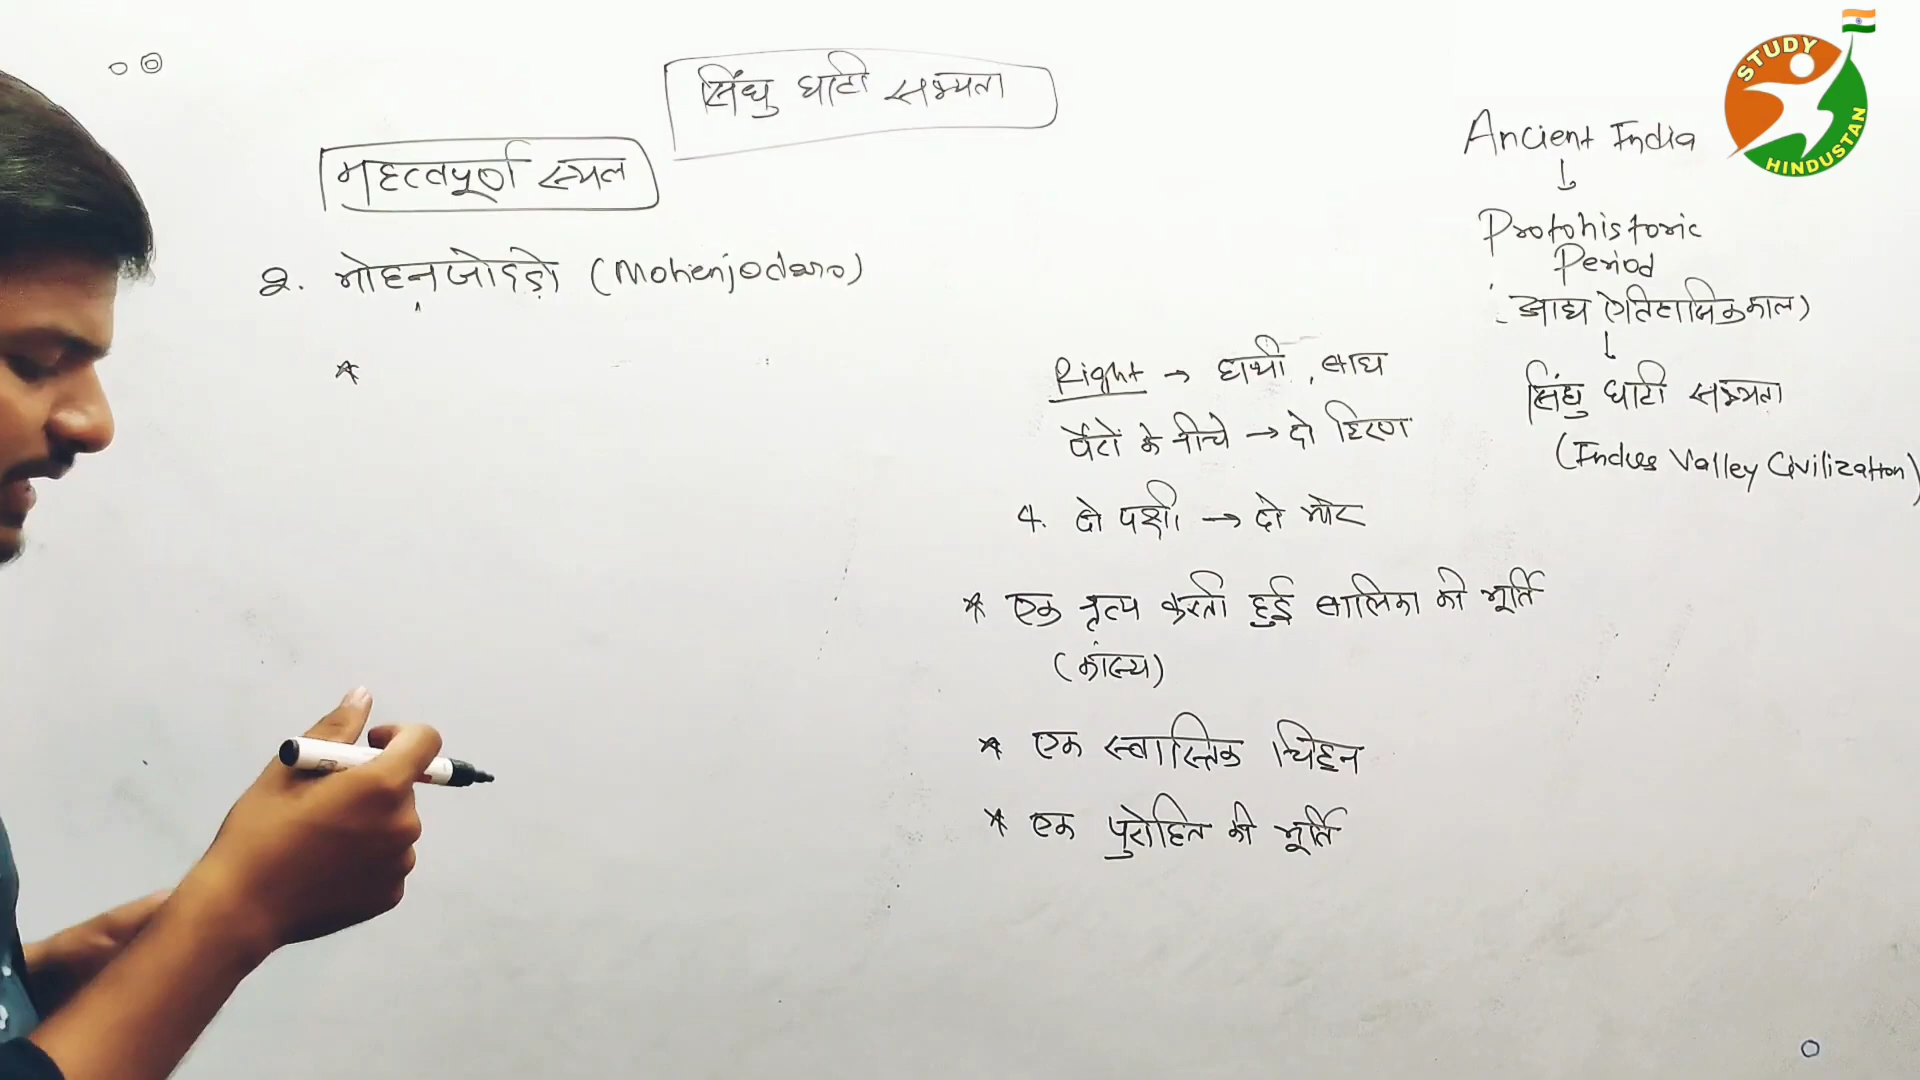 सिंधु घाटी सभ्यता
महत्वपूर्ण स्थल
2. मोहनजोदड़ो (Mohenjodaro)
*
Right → हाथी, बाघ
पैरों के नीचे → दो हिरण
4. दो पक्षी → दो मोर
* एक नृत्य करती हुई बालिका की मूर्ति
(कांस्य)
* एक स्वास्तिक चिह्न
* एक पुरोहित की मूर्ति
Ancient India
↓
Protohistoric
Period
आद्य ऐतिहासिक काल)
↓
सिंधु घाटी सभ्यता
(Indus Valley Civilization)
STUDY
HINDUSTAN